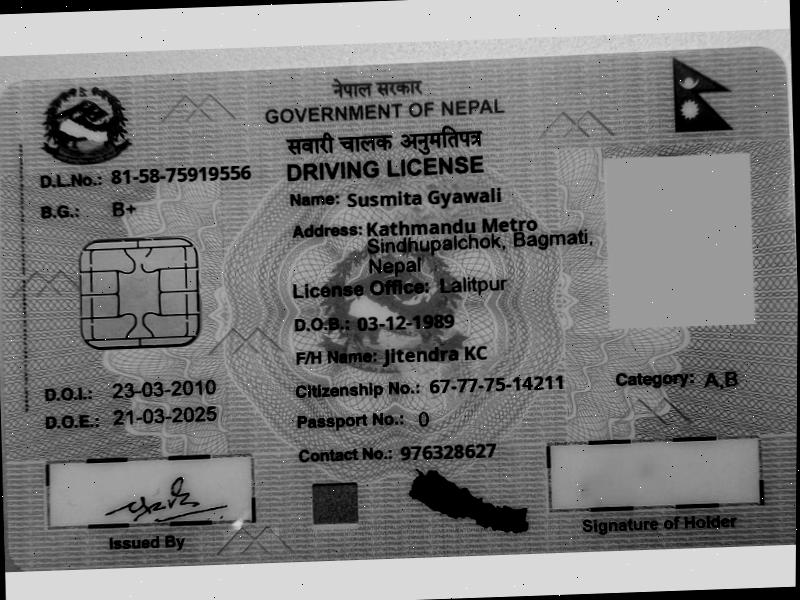 नेपाल सरकार
GOVERNMENT OF NEPAL
सवारी चालक अनुमतिपत्र
DRIVING LICENSE
D.L.No.: 81-58-75919556
B.G.: B+
Name: Susmita Gyawali
Address: Kathmandu Metro
Sindhupalchok, Bagmati,
Nepal
License Office: Lalitpur
D.O.B.: 03-12-1989
F/H Name: Jitendra KC
D.O.I.: 23-03-2010
D.O.E.: 21-03-2025
Citizenship No.: 67-77-75-14211
Category: A,B
Passport No.: 0
Contact No.: 976328627
Issued By
Signature of Holder